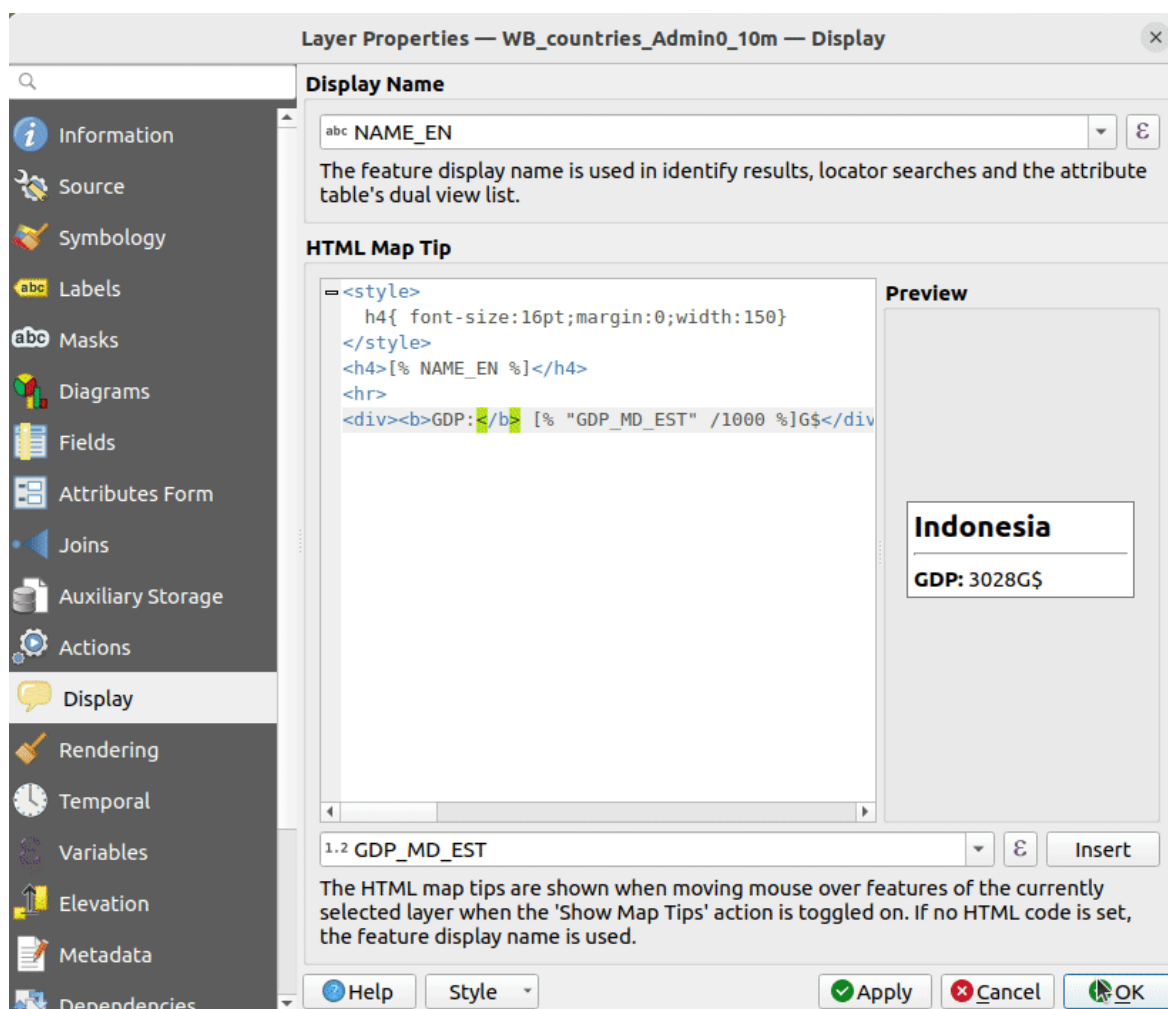 Layer Properties — WB_countries_Admin0_10m — Display
Information
Source
Symbology
abc Labels
abc Masks
Diagrams
Fields
Attributes Form
Joins
Auxiliary Storage
Actions
Display
Rendering
Temporal
Variables
Elevation
Metadata
Dependencies
Display Name
abc NAME_EN
ε
The feature display name is used in identify results, locator searches and the attribute
table's dual view list.
HTML Map Tip
<style>
h4{ font-size:16pt;margin:0;width:150}
</style>
<h4>[% NAME_EN %]</h4>
<hr>
<div><b>GDP:</b> [% "GDP_MD_EST" /1000 %]G$</div
Preview
Indonesia
GDP: 3028G$
1.2 GDP_MD_EST
ε
Insert
The HTML map tips are shown when moving mouse over features of the currently
selected layer when the 'Show Map Tips' action is toggled on. If no HTML code is set,
the feature display name is used.
Help
Style
Apply
Cancel
OK